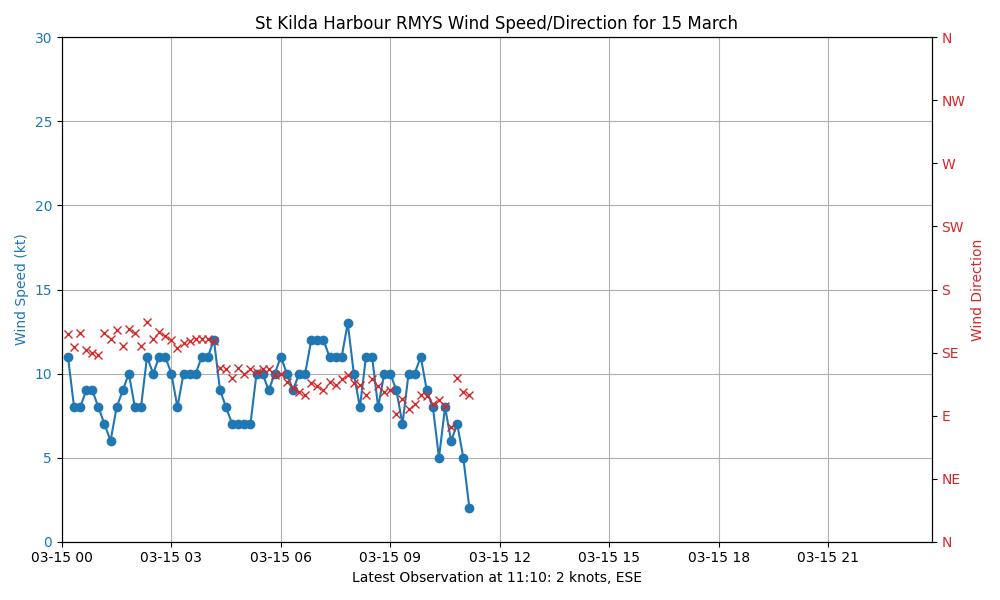 St Kilda Harbour RMYS Wind Speed/Direction for 15 March
30
25
20
15
10
5
0
Wind Speed (kt)
N
NW
W
SW
S
SE
E
NE
N
Wind Direction
03-15 00 03-15 03 03-15 06 03-15 09 03-15 12 03-15 15 03-15 18 03-15 21
Latest Observation at 11:10: 2 knots, ESE